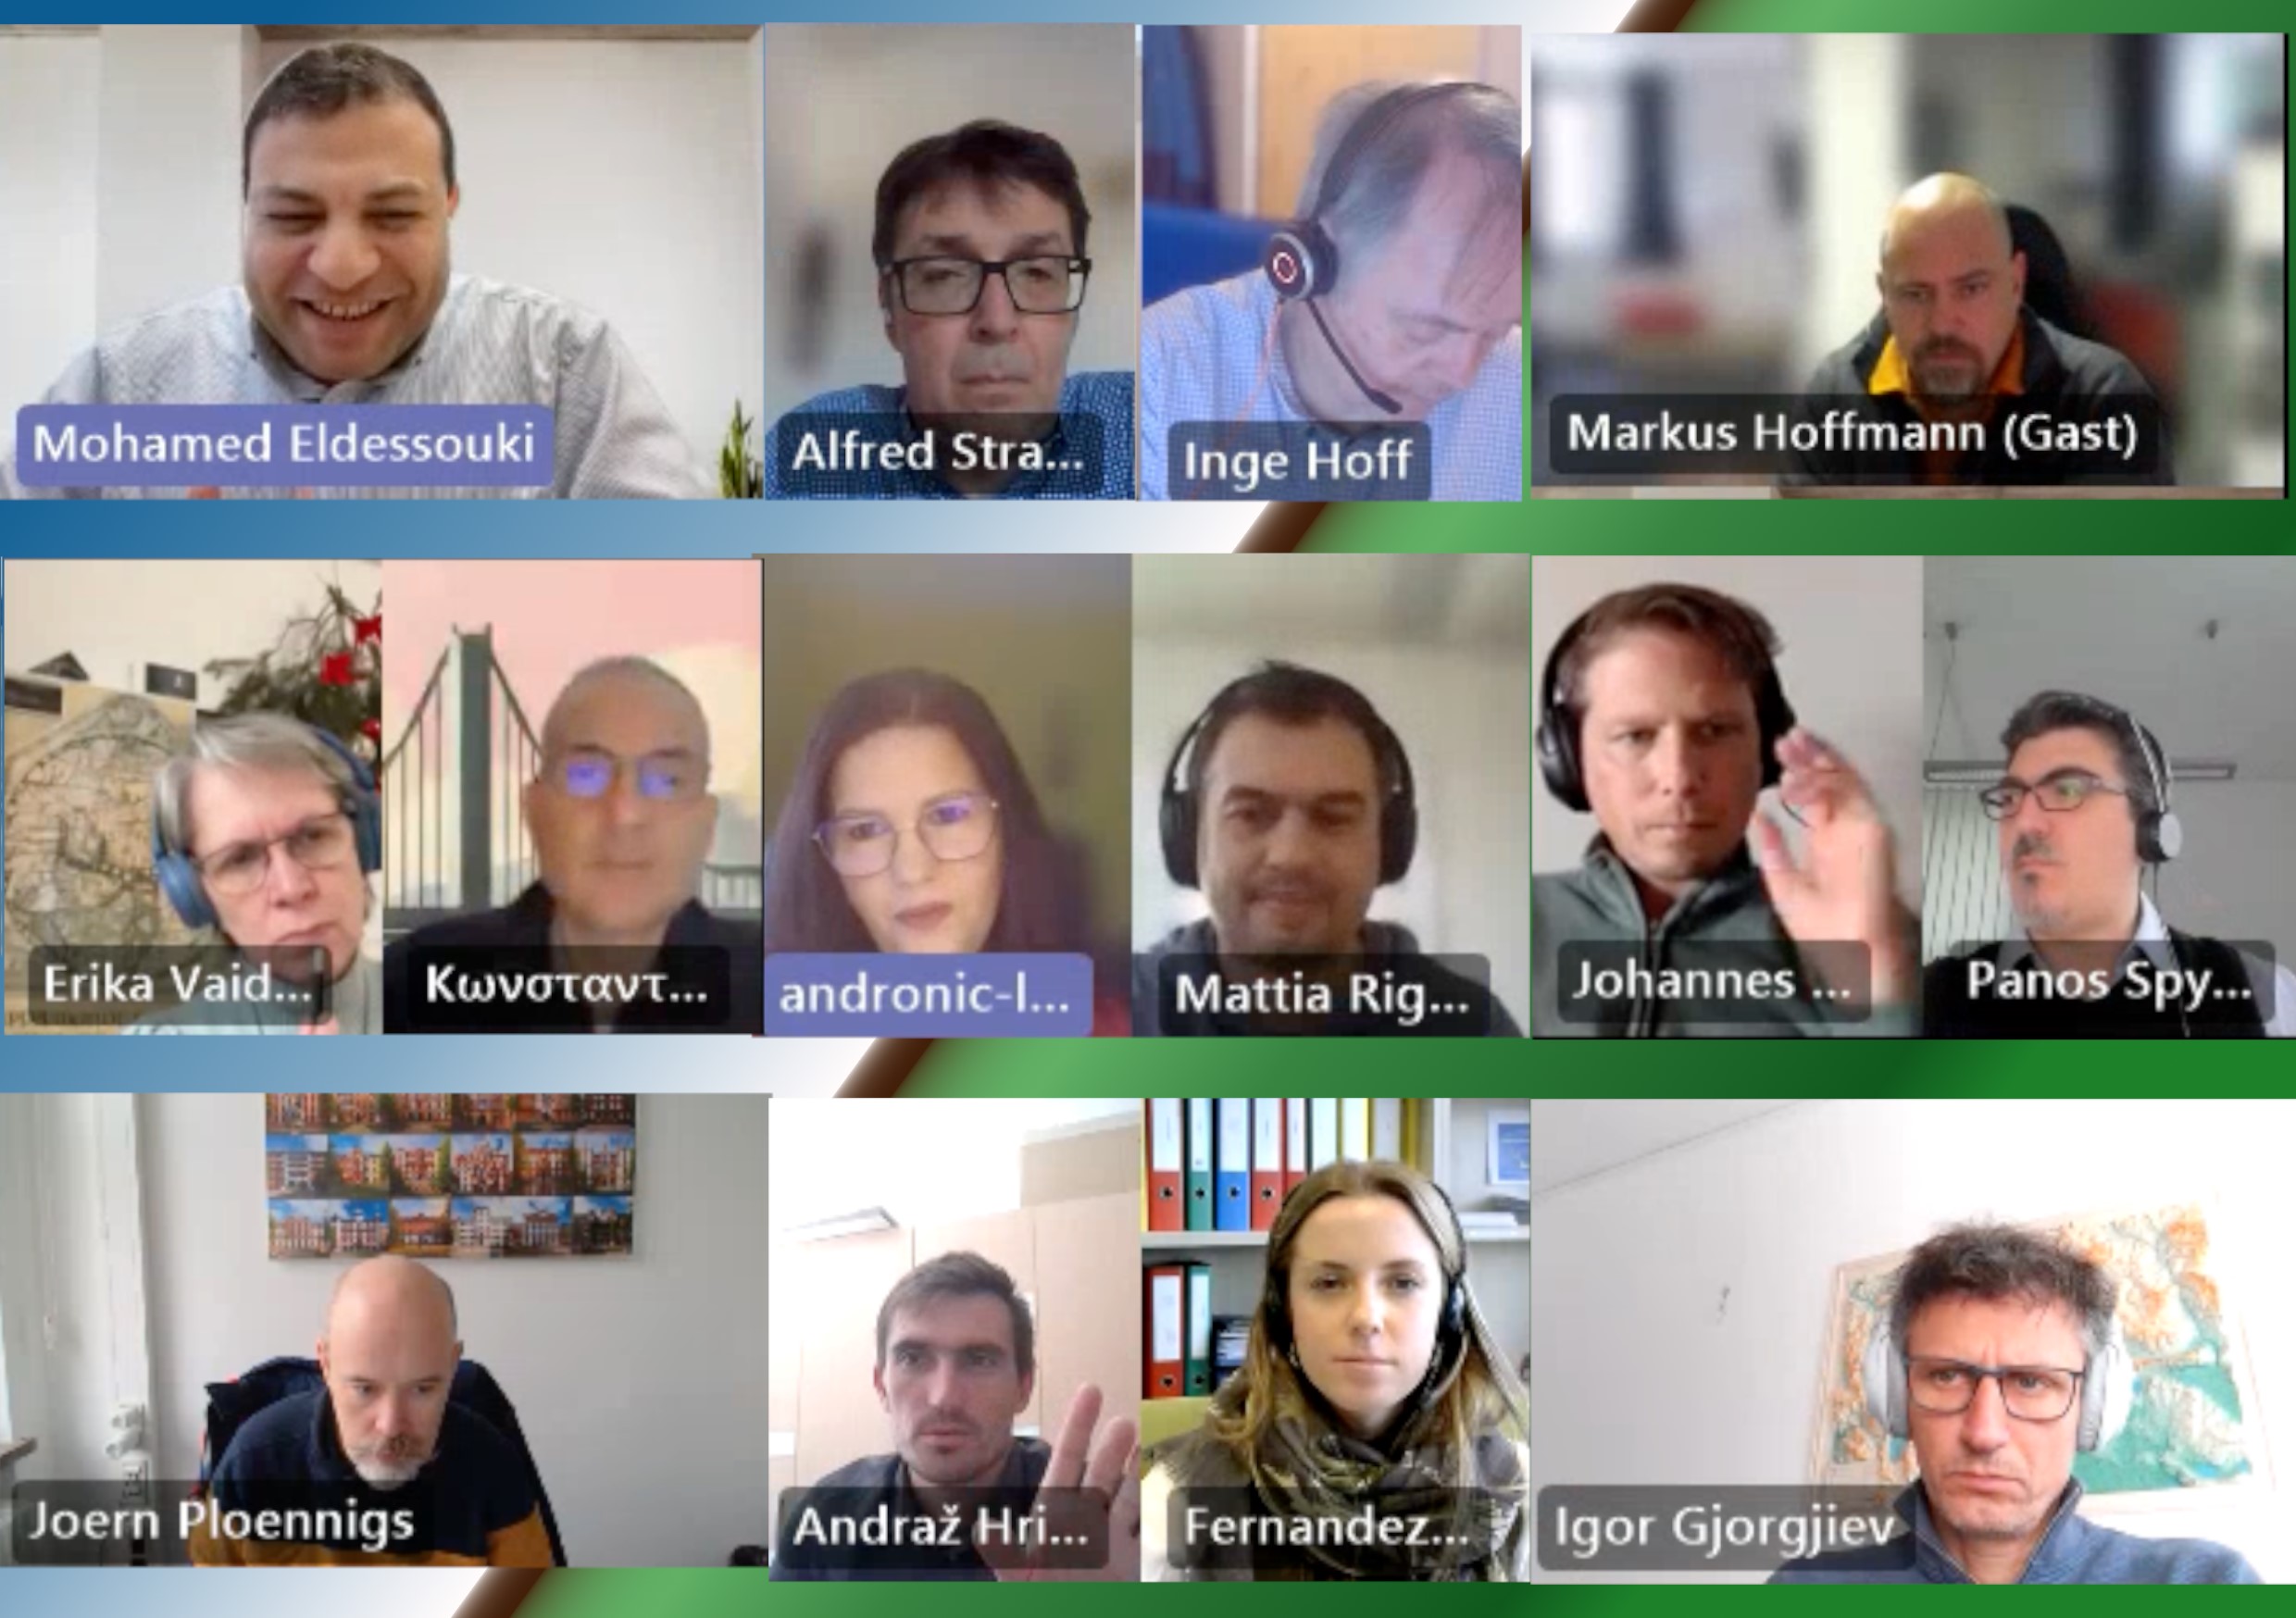 Mohamed Eldessouki
Alfred Stra...
Inge Hoff
Markus Hoffmann (Gast)
Erika Vaid...
Κωνσταντ...
andronic-l...
Mattia Rig...
Johannes ...
Panos Spy...
Joern Ploennigs
Andraž Hri...
Fernandez...
Igor Gjorgjiev